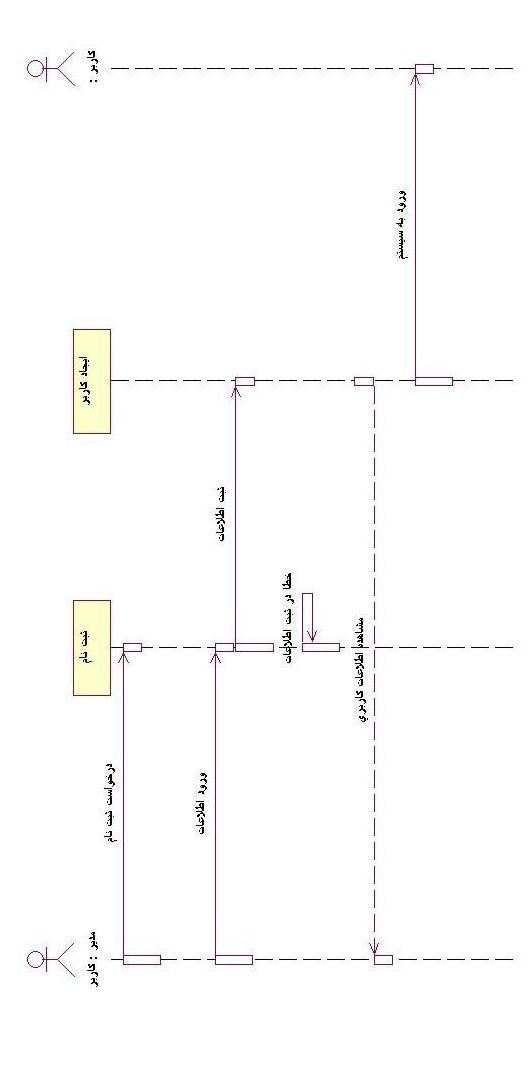 مدیر : کاربر
ثبت نام
ایجاد کاربر
کاربر :
درخواست ثبت نام
ورود اطلاعات
ثبت اطلاعات
خطا در ثبت اطلاعات
مشاهده اطلاعات کاربري
ورود به سیستم